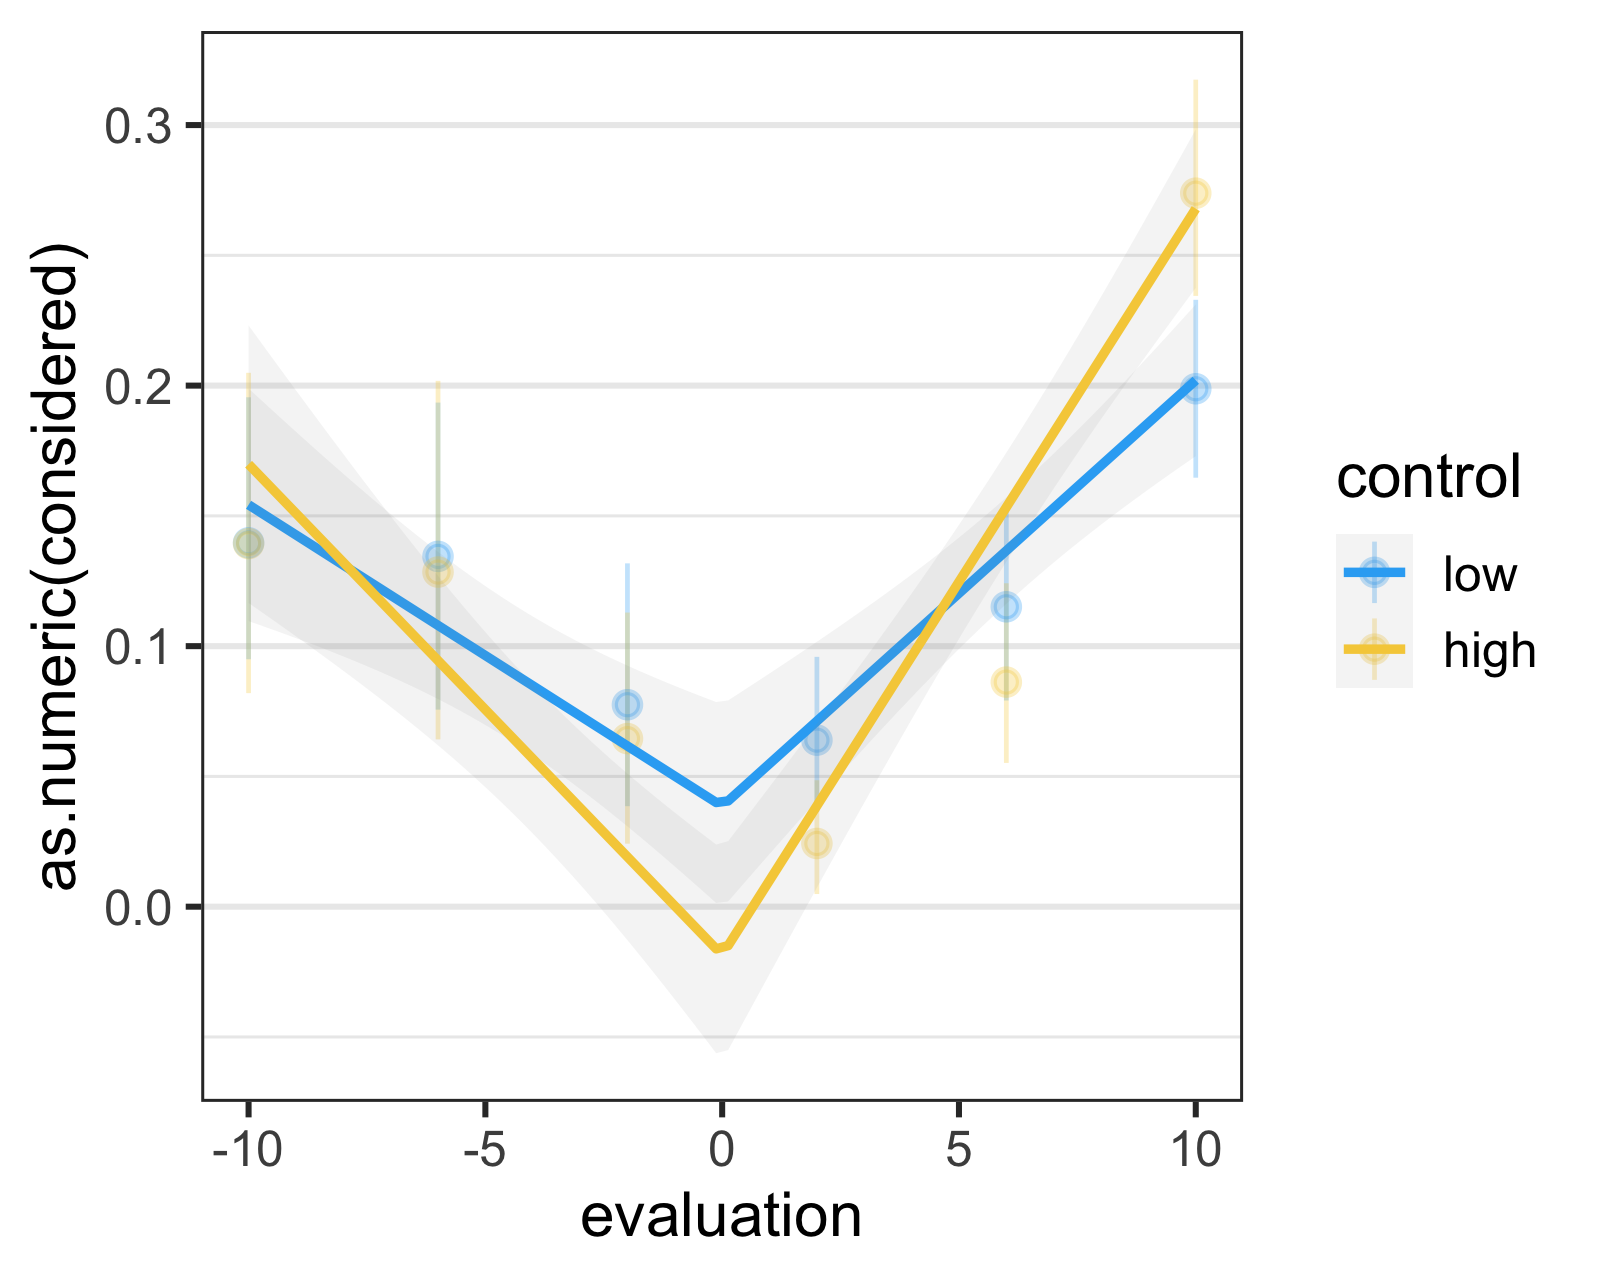 as.numeric(considered)
0.3
0.2
0.1
0.0
-10
-5
0
5
10
evaluation
control
low
high